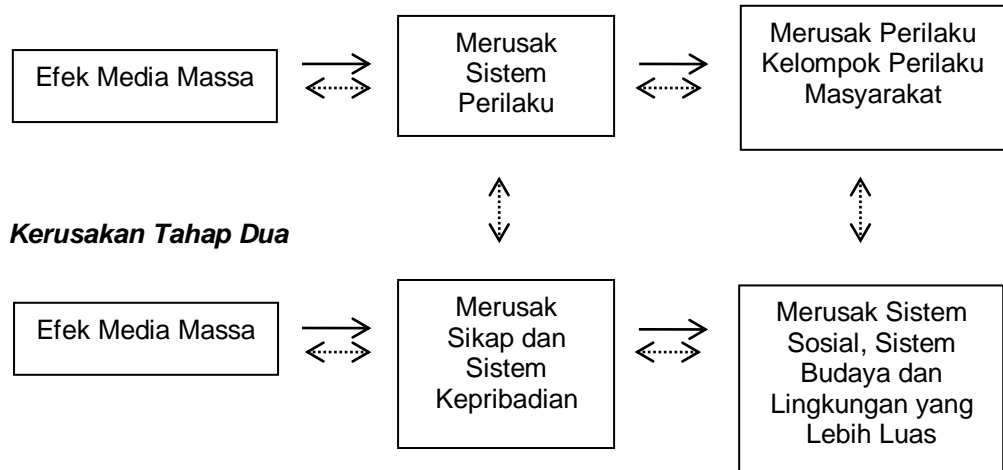 Efek Media Massa
Merusak
Sistem
Perilaku
Merusak Perilaku
Kelompok Perilaku
Masyarakat
Kerusakan Tahap Dua
Efek Media Massa
Merusak
Sikap dan
Sistem
Kepribadian
Merusak Sistem
Sosial, Sistem
Budaya dan
Lingkungan yang
Lebih Luas